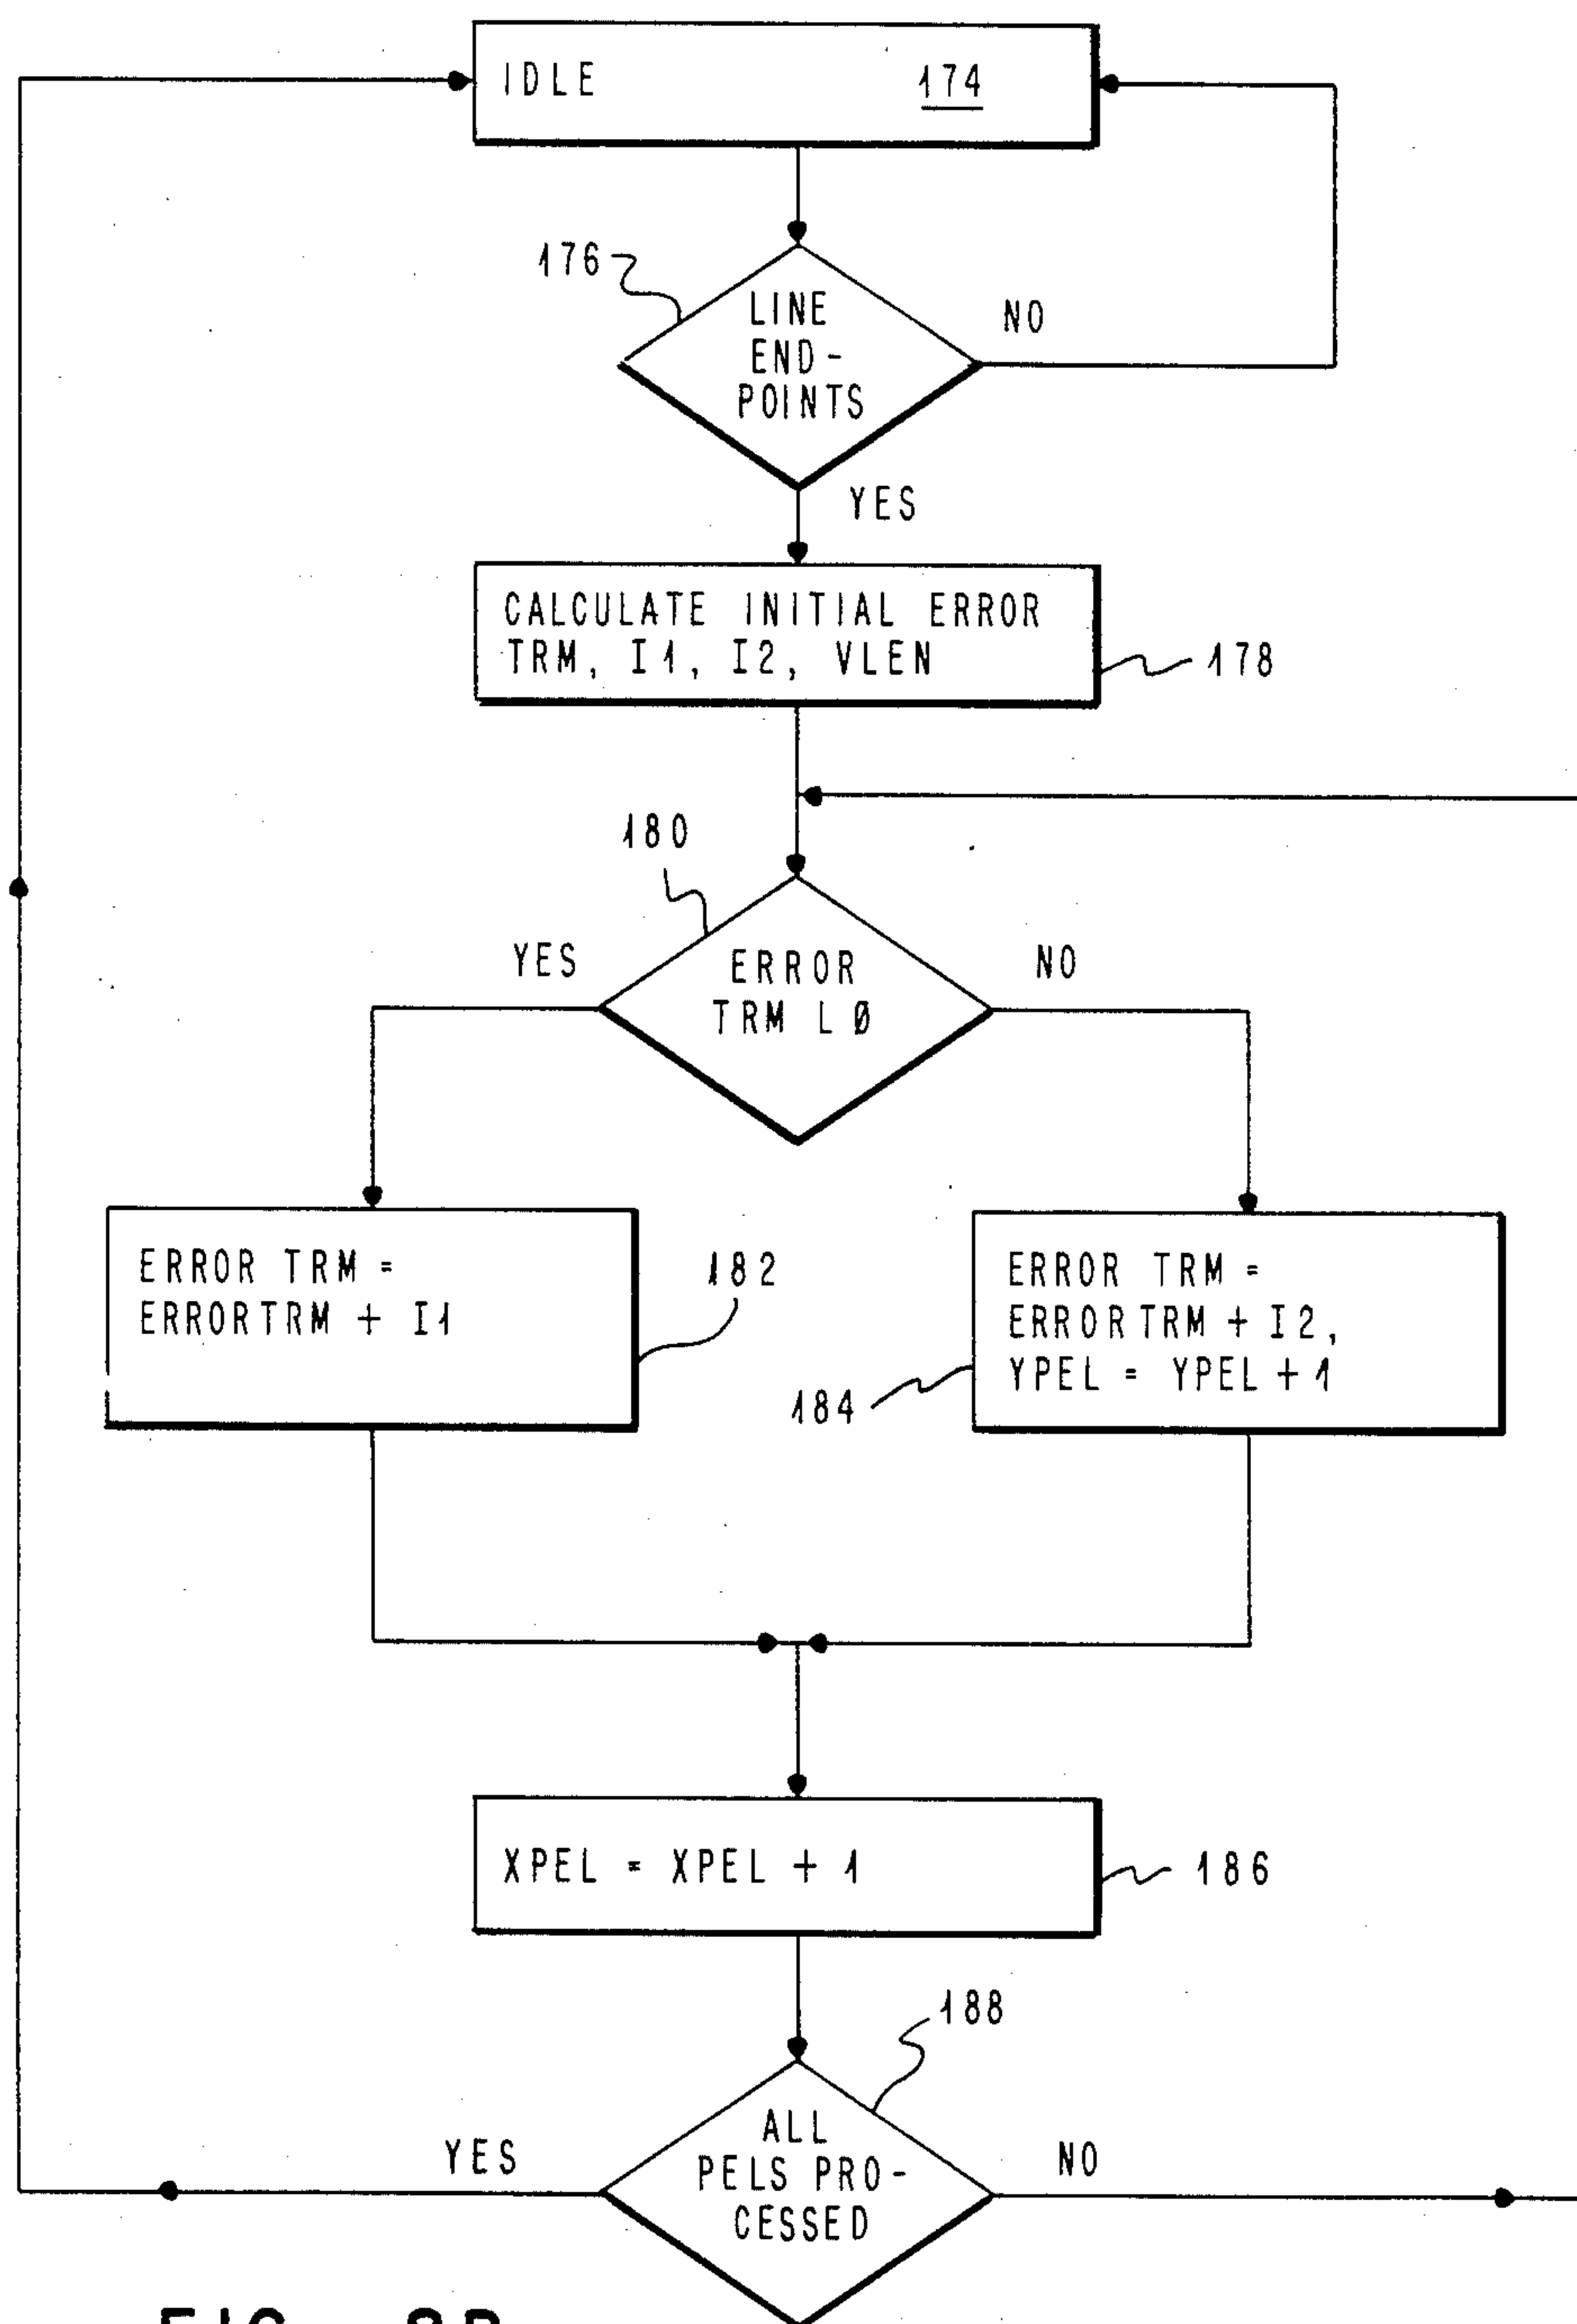 IDLE 174
176
LINE
END-
POINTS
NO
YES
CALCULATE INITIAL ERROR
TRM, I1, I2, VLEN
178
180
YES
ERROR
TRM L Ø
NO
ERROR TRM =
ERRORTRM + I1
182
ERROR TRM =
ERRORTRM + I2,
YPEL = YPEL + 1
184
XPEL = XPEL + 1
186
188
YES
ALL
PELS PRO-
CESSED
NO
FIG.